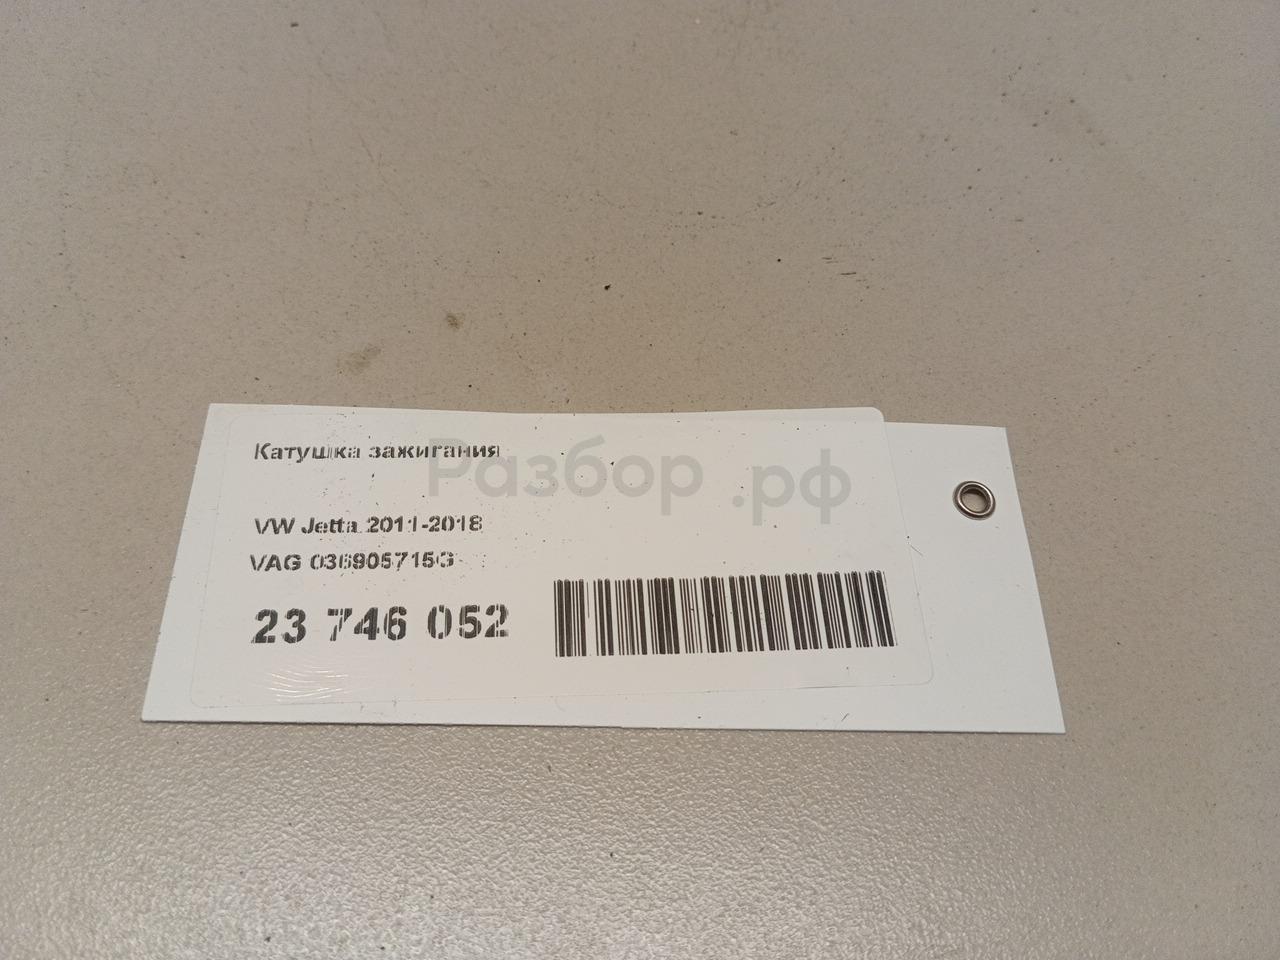 Катушка зажигания
Разбор.рф
VW Jetta 2011-2018
VAG 036905715G
23 746 052